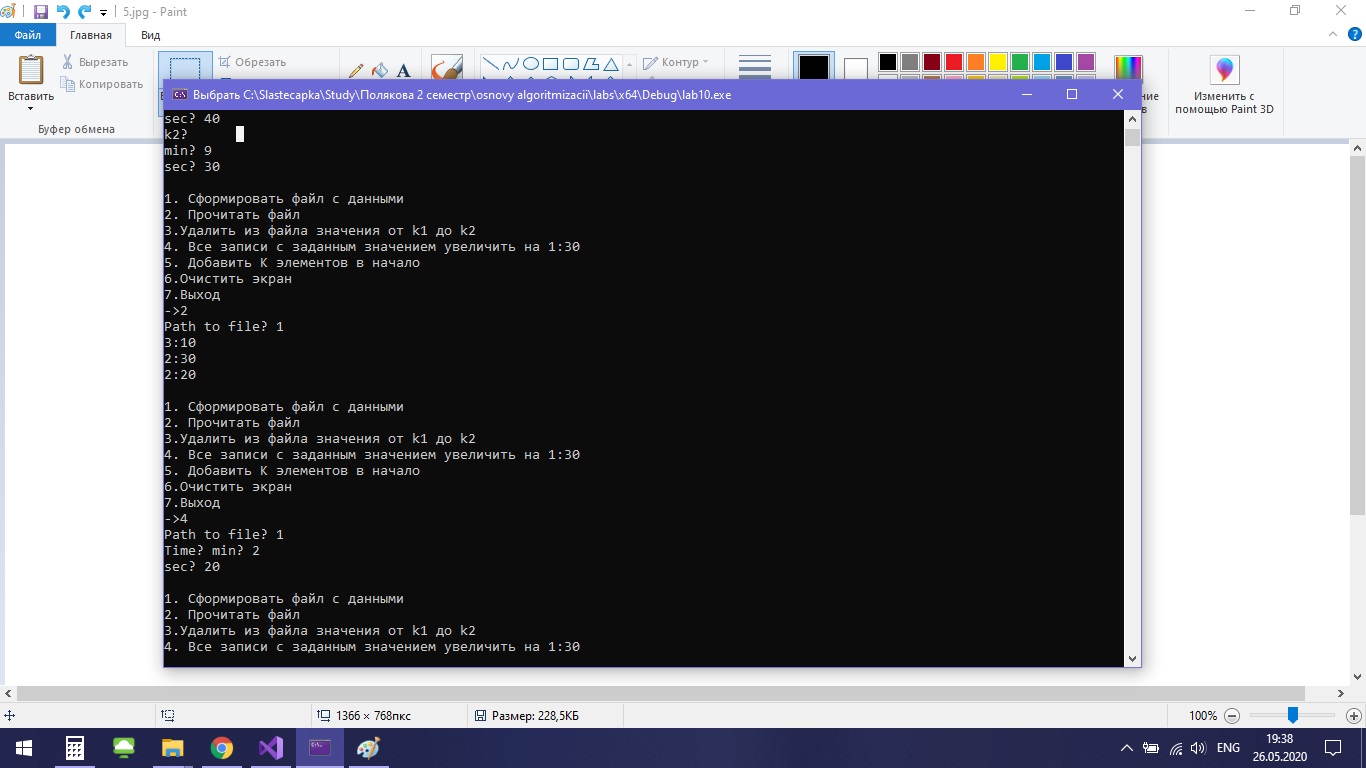 5.jpg - Paint
Файл Главная Вид
Вставить
Вырезать
Копировать
Буфер обмена
Обрезать
Контур
Изменить с помощью Paint 3D
Выбрать C:\Slastecapka\Study\Полякова 2 семестр\osnovy algoritmizacii\labs\x64\Debug\lab10.exe
sec? 40
k2?
min? 9
sec? 30
1. Сформировать файл с данными
2. Прочитать файл
3.Удалить из файла значения от k1 до k2
4. Все записи с заданным значением увеличить на 1:30
5. Добавить К элементов в начало
6.Очистить экран
7.Выход
->2
Path to file? 1
3:10
2:30
2:20
1. Сформировать файл с данными
2. Прочитать файл
3.Удалить из файла значения от k1 до k2
4. Все записи с заданным значением увеличить на 1:30
5. Добавить К элементов в начало
6.Очистить экран
7.Выход
->4
Path to file? 1
Time? min? 2
sec? 20
1. Сформировать файл с данными
2. Прочитать файл
3.Удалить из файла значения от k1 до k2
4. Все записи с заданным значением увеличить на 1:30
1366 × 768пкс
Размер: 228,5КБ
100%
ENG
19:38
26.05.2020